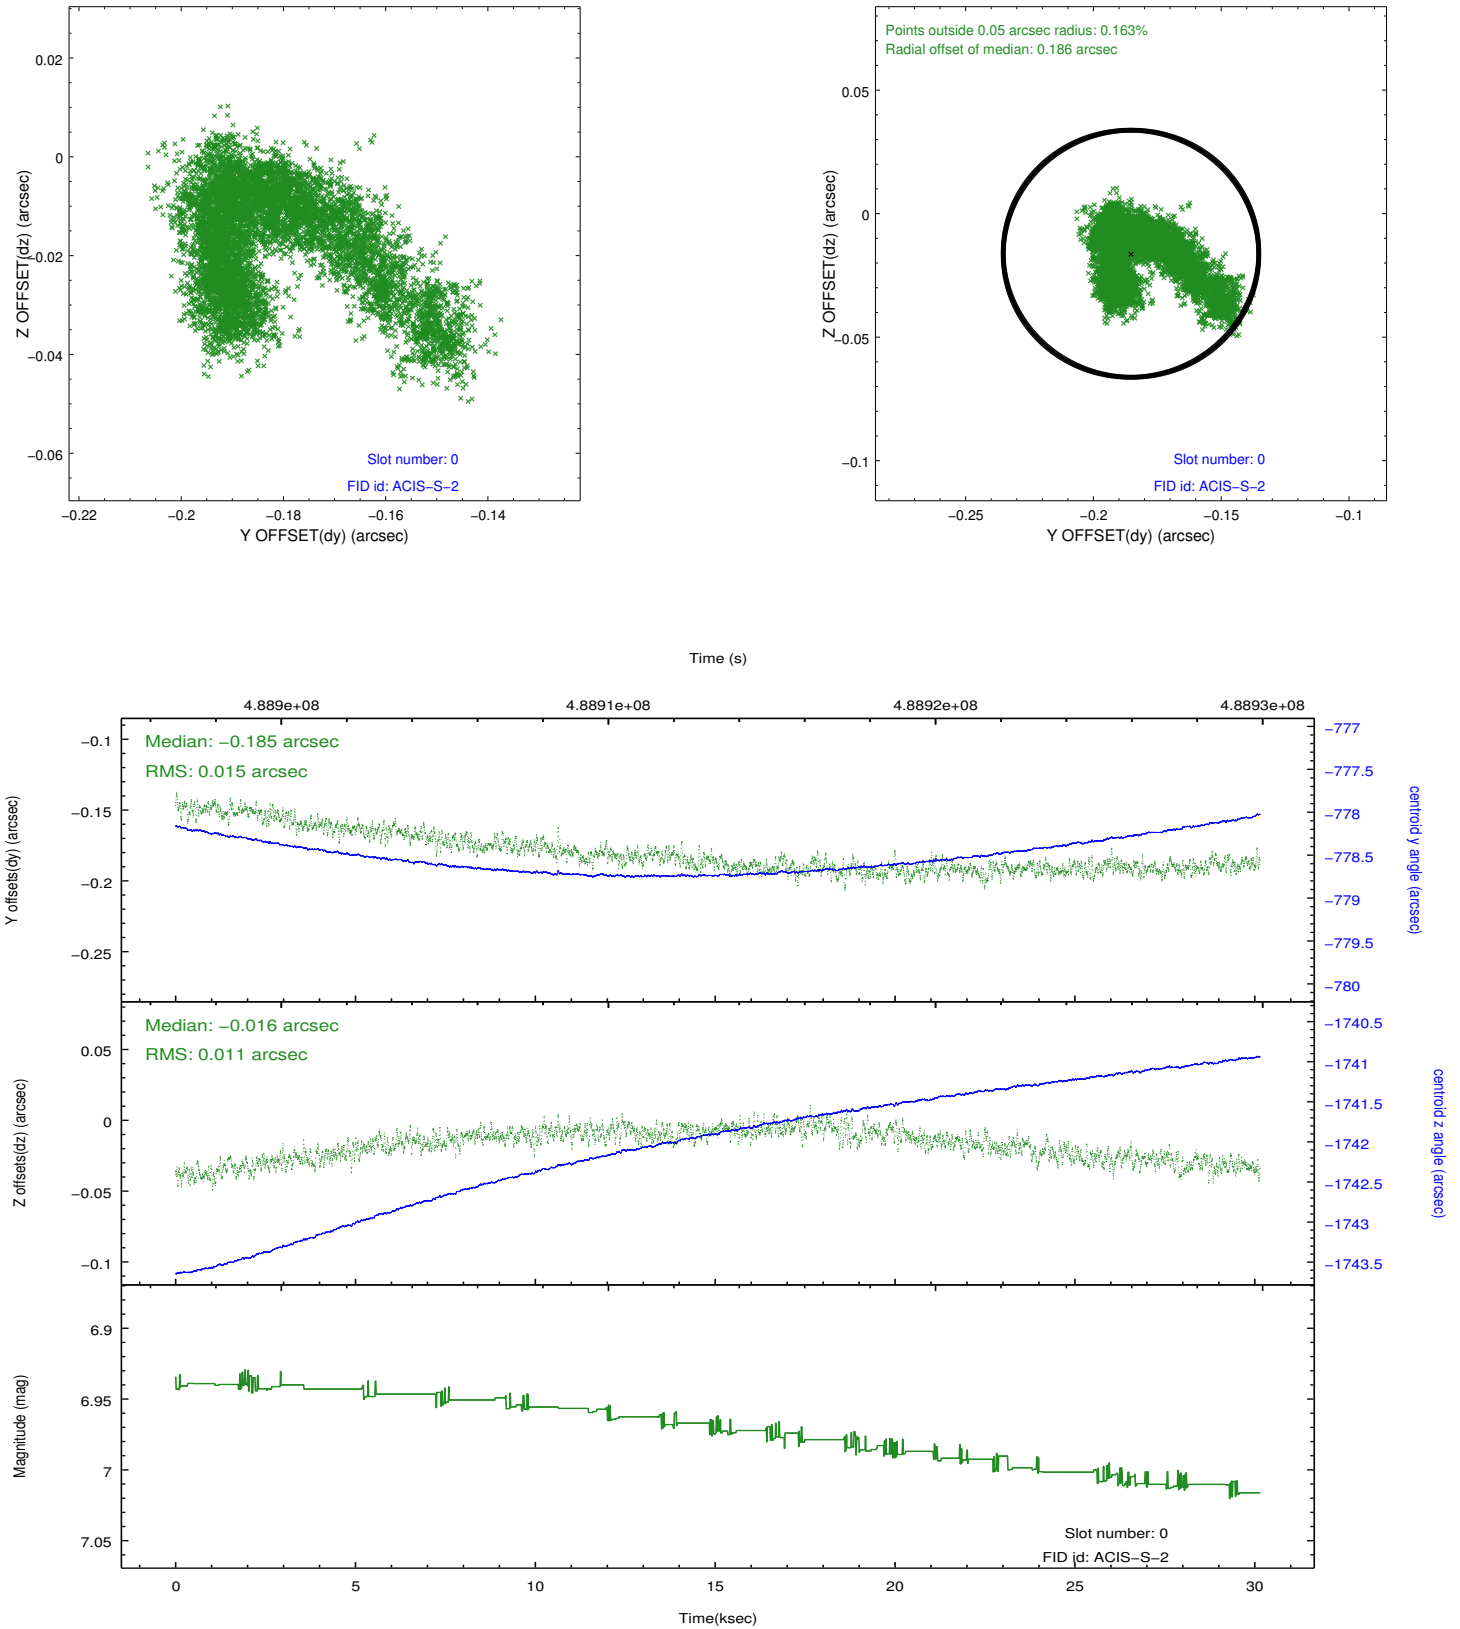 0.02
0
−0.02
−0.04
−0.06
Z OFFSET(dz) (arcsec)
Slot number: 0
FID id: ACIS−S−2
−0.22
−0.2
−0.18
−0.16
−0.14
Y OFFSET(dy) (arcsec)
Points outside 0.05 arcsec radius: 0.163%
Radial offset of median: 0.186 arcsec
0.05
0
−0.05
−0.1
Z OFFSET(dz) (arcsec)
Slot number: 0
FID id: ACIS−S−2
−0.25
−0.2
−0.15
−0.1
Y OFFSET(dy) (arcsec)
Time (s)
4.889e+08
4.8891e+08
4.8892e+08
4.8893e+08
Median: −0.185 arcsec
RMS: 0.015 arcsec
−0.1
−0.15
−0.2
−0.25
Y offsets(dy) (arcsec)
−777
−777.5
−778
−778.5
−779
−779.5
−780
centroid y angle (arcsec)
Median: −0.016 arcsec
RMS: 0.011 arcsec
0.05
0
−0.05
−0.1
Z offsets(dz) (arcsec)
−1740.5
−1741
−1741.5
−1742
−1742.5
−1743
−1743.5
centroid z angle (arcsec)
6.9
6.95
7
7.05
Magnitude (mag)
Slot number: 0
FID id: ACIS−S−2
0
5
10
15
20
25
30
Time(ksec)